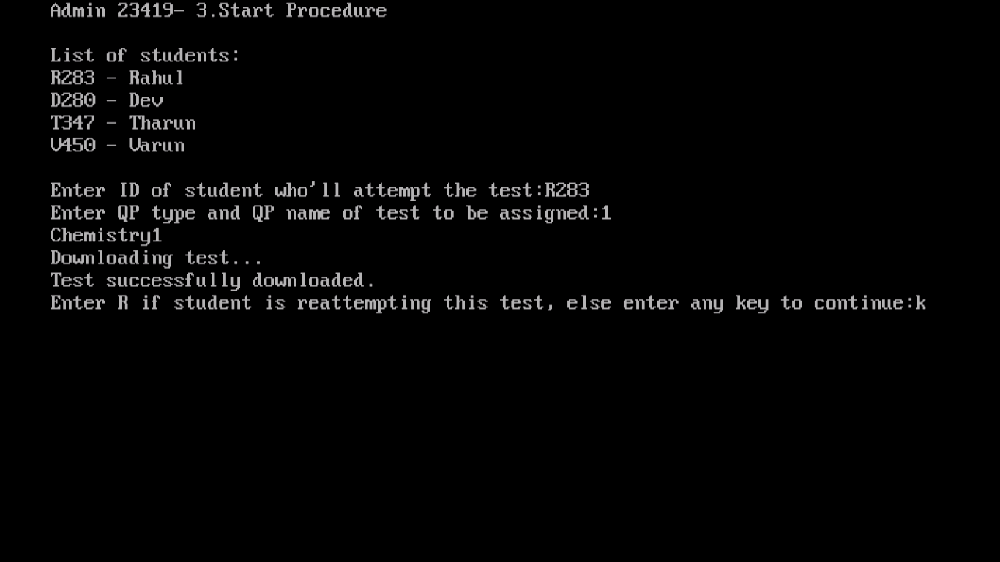 Admin 23419- 3.Start Procedure
List of students:
R283 - Rahul
D280 - Dev
T347 - Tharun
V450 - Varun
Enter ID of student who'll attempt the test:R283
Enter QP type and QP name of test to be assigned:1
Chemistry1
Downloading test...
Test successfully downloaded.
Enter R if student is reattempting this test, else enter any key to continue:k